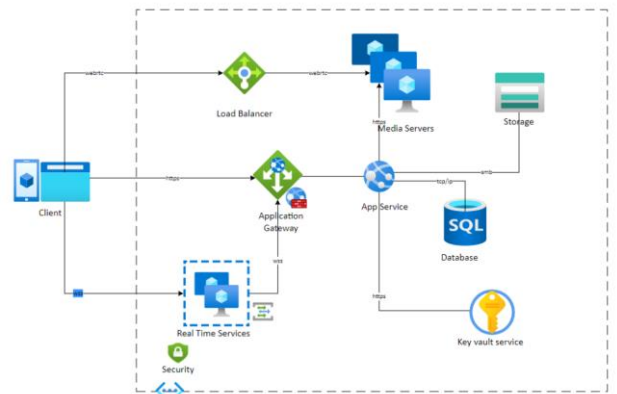 webrtc
webrtc
Load Balancer
https
Media Servers
Storage
https
smb
tcp/ip
Client
Application
Gateway
App Service
SQL
Database
wss
Real Time Services
https
Key vault service
Security